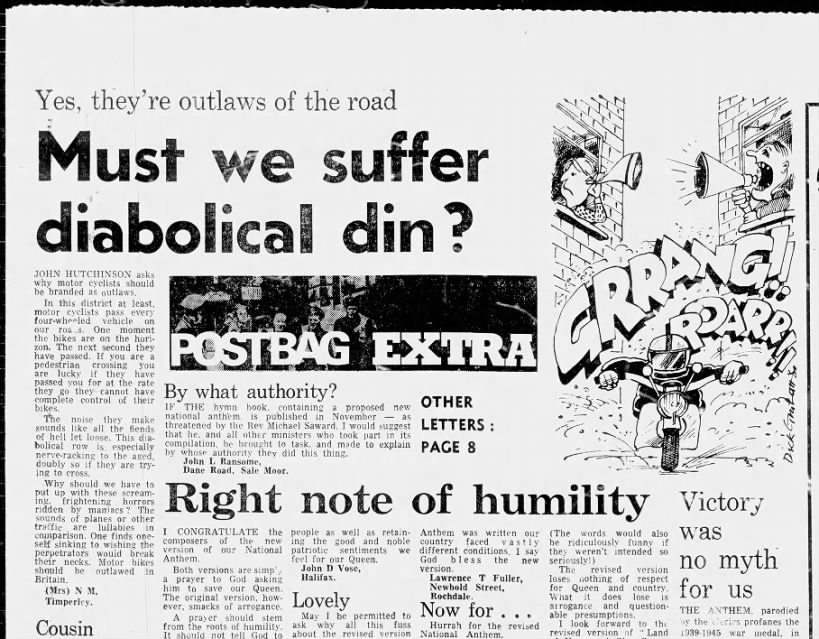 Yes, they're outlaws of the road
Must we suffer
diabolical din?
JOHN HUTCHINSON asks
why motor cyclists should
be branded as outlaws.
In this district at least,
motor cyclists pass every
four-wheeled vehicle on
our roads. One moment
the bikes are on the hori-
zon. The next second they
have passed. If you are a
pedestrian crossing you
are lucky if they have
passed you for at the rate
they go they cannot have
complete control of their
bikes.
The noise they make
sounds like all the fiends
of hell let loose. This dia-
bolical row is especially
nerve-racking to the aged,
doubly so if they are try-
ing to cross.
Why should we have to
put up with these scream-
ing, frightening horrors
ridden by maniacs? The
sounds of planes or other
traffic are lullabies in
comparison. One finds one-
self sinking to wishing the
perpetrators would break
their necks. Motor bikes
should be outlawed in
Britain.
(Mrs) N M,
Timperley.
Cousin
POSTBAG EXTRA
By what authority?
IF THE hymn book, containing a proposed new
national anthem, is published in November — as
threatened by the Rev Michael Saward, I would suggest
that he, and all other ministers who took part in its
compilation, be brought to task, and made to explain
by whose authority they did this thing.
John L Ransome,
Dane Road, Sale Moor.
OTHER
LETTERS:
PAGE 8
GRRRANG!!
ROARR!
Dick Graham
Right note of humility
I CONGRATULATE the
composers of the new
version of our National
Anthem.
Both versions are simply
a prayer to God asking
him to save our Queen.
The original version, how-
ever, smacks of arrogance.
A prayer should stem
from the roots of humility.
It should not tell God to
people as well as retain-
ing the good and noble
patriotic sentiments we
feel for our Queen.
John D Vose,
Halifax.
Lovely
May I be permitted to
ask why all this fuss
about the revised version
Anthem was written our
country faced vastly
different conditions. I say
God bless the new
version.
Lawrence T Fuller,
Newbold Street,
Rochdale.
Now for . . .
Hurrah for the revised
National Anthem.
(The words would also
be ridiculously funny if
they weren't intended so
seriously!)
The revised version
loses nothing of respect
for Queen and country.
What it does lose is
arrogance and question-
able presumptions.
I look forward to the
revised version of "Land
Victory
was
no myth
for us
THE ANTHEM, parodied
by the clerics profanes the
1939-1945 war medal, in